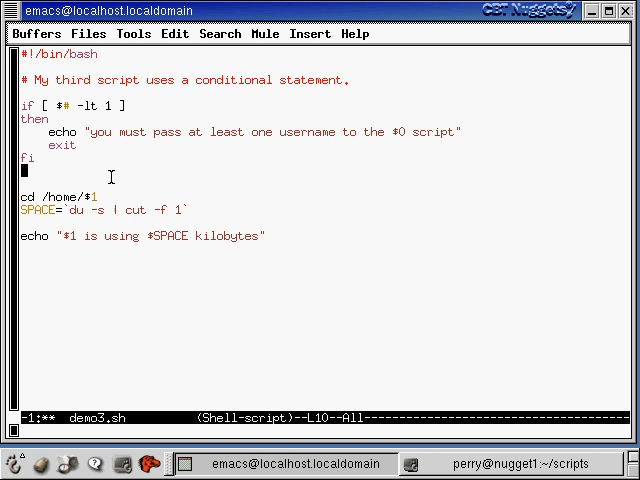 emacs@localhost.localdomain
CBT Nuggets
Buffers Files Tools Edit Search Mule Insert Help
#!/bin/bash
# My third script uses a conditional statement.
if [ $# -lt 1 ]
then
    echo "you must pass at least one username to the $0 script"
    exit
fi
cd /home/$1
SPACE=`du -s | cut -f 1`
echo "$1 is using $SPACE kilobytes"
-1:** demo3.sh (Shell-script)--L10--All----------------------------------------
emacs@localhost.localdomain
perry@nugget1:~/scripts